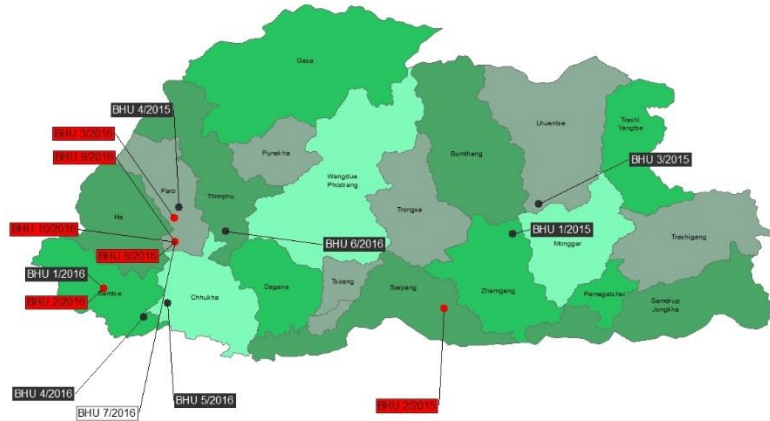 Gasa
BHU 4/2015
BHU 3/2016
Lhuentse
Trashi
Yangtse
BHU 9/2016
Punakha
Bumthang
BHU 3/2015
Paro
Wangdue
Phodrang
Thimphu
Trongsa
Ha
Trashigang
BHU 10/2016
BHU 6/2016
BHU 1/2015
Monggar
BHU 8/2016
BHU 1/2016
Tsirang
Samtse
Dagana
Sarpang
Zhemgang
Pemagatshel
BHU 2/2016
Chhukha
Samdrup
Jongkha
BHU 4/2016
BHU 5/2016
BHU 2/2015
BHU 7/2016